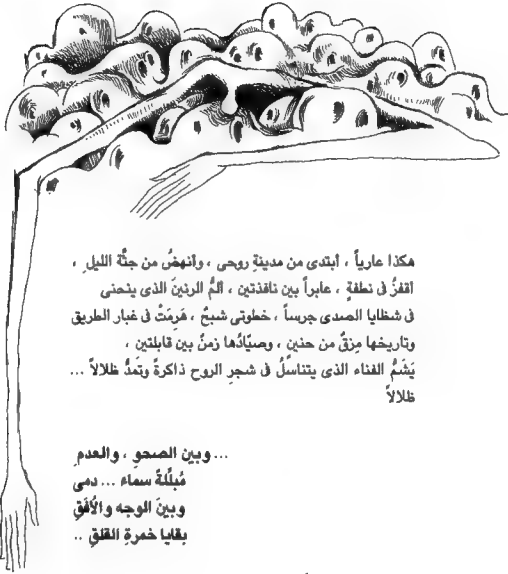 هكذا عارياً ، أبتدى من مدينةِ روحى ، وأنهضُ من جثَّة الليلِ ،
أقفزُ فى نطفةٍ ، عابراً بين نافذتين ، ألمُّ الرنينَ الذى ينحنى
فى شظايا الصدى جرساً ، خطوتى شبحٌ ، هَرِمَتْ فى غبار الطريق
وتاريخها مِزقٌ من حنينٍ ، وصيّادُها زمنٌ بين قابلتين ،
يَشَمُّ الفناء الذى يتناسلُ فى شجرِ الروح ذاكرةً وتَمدُّ ظلالاً ...
ظلالاً
... وبين الصحوِ ، والعدمِ
مُبلَّلةٌ سماء ... دمى
وبينَ الوجه والأفقِ
بقايا خمرةِ القلقِ ..